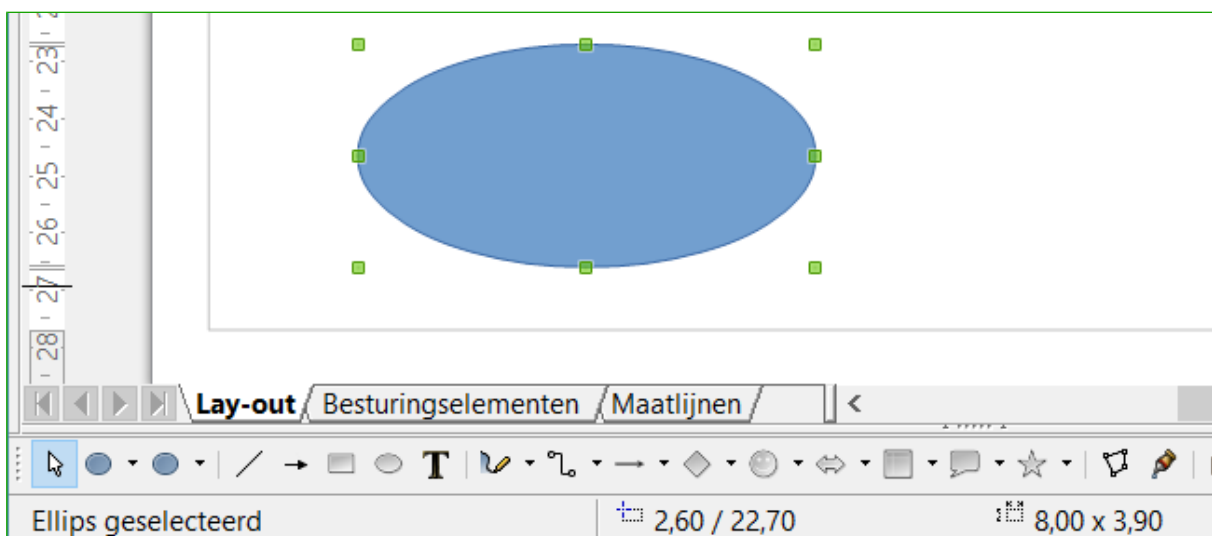 23
24
25
26
27
28
Lay-out Besturingselementen Maatlijnen <
T
Ellips geselecteerd 2,60 / 22,70 8,00 x 3,90